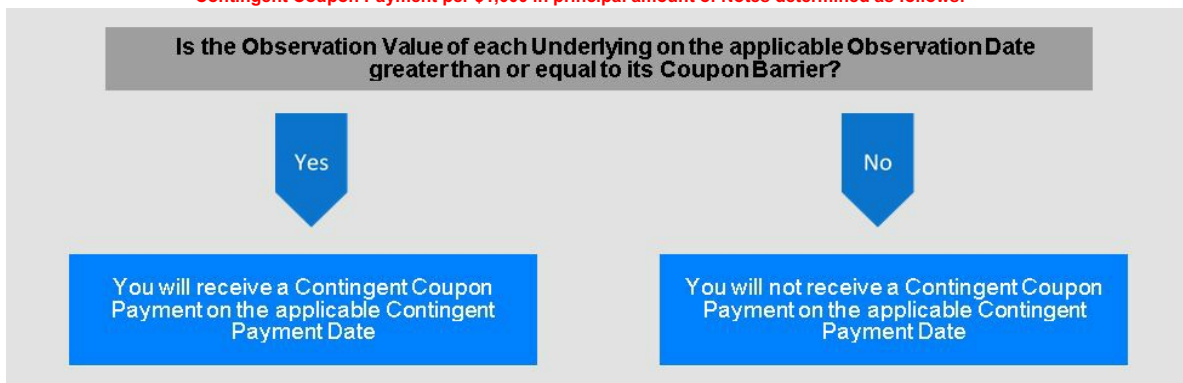 Contingent Coupon Payment per $1,000 in principal amount of Notes determined as follows:
Is the Observation Value of each Underlying on the applicable Observation Date
greater than or equal to its Coupon Barrier?
Yes
No
You will receive a Contingent Coupon
Payment on the applicable Contingent
Payment Date
You will not receive a Contingent Coupon
Payment on the applicable Contingent
Payment Date